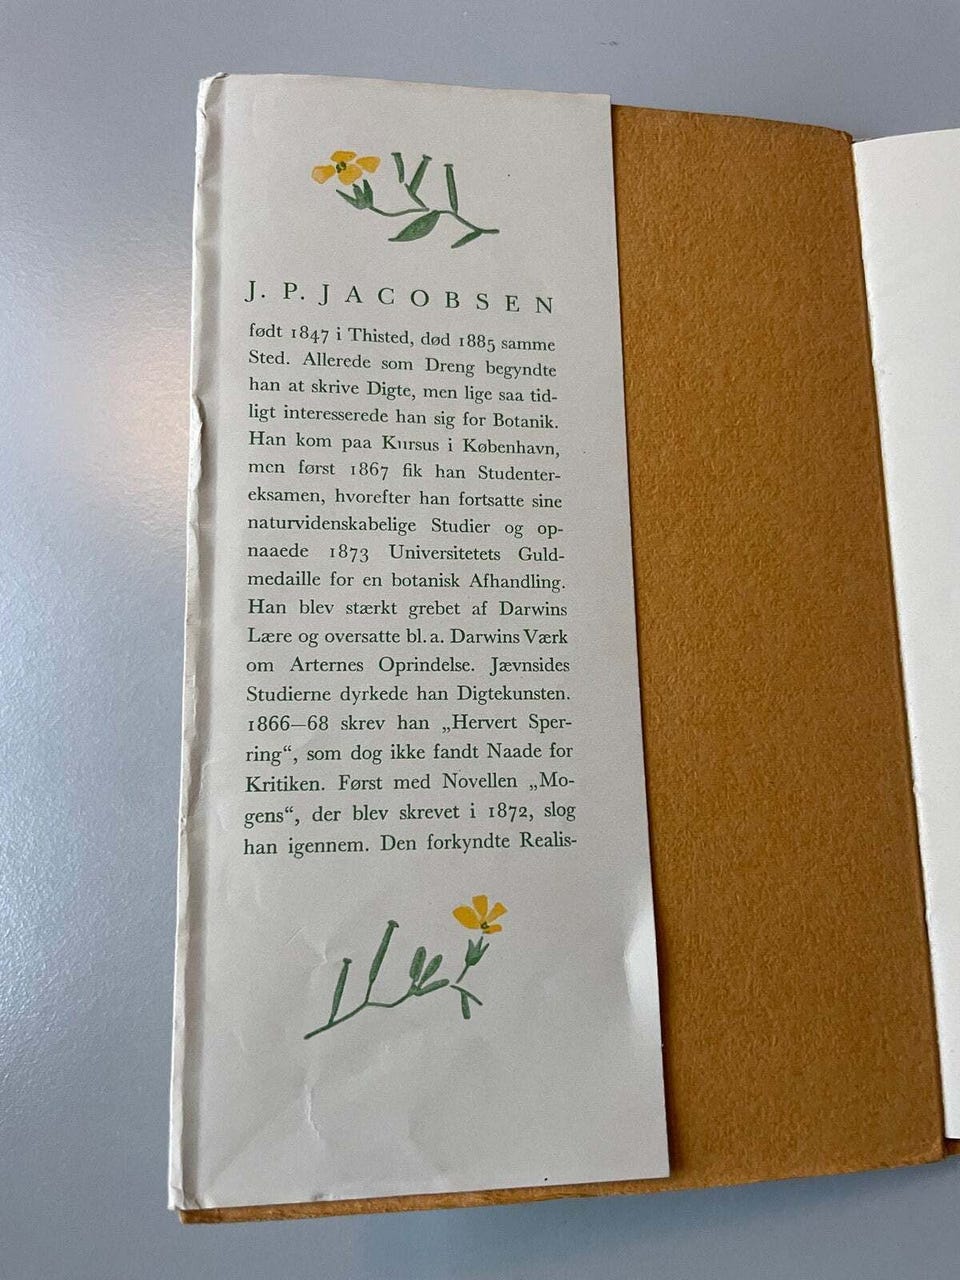 J. P. JACOBSEN
født 1847 i Thisted, død 1885 samme
Sted. Allerede som Dreng begyndte
han at skrive Digte, men lige saa tid-
ligt interesserede han sig for Botanik.
Han kom paa Kursus i København,
men først 1867 fik han Studenter-
eksamen, hvorefter han fortsatte sine
naturvidenskabelige Studier og op-
naaede 1873 Universitetets Guld-
medaille for en botanisk Afhandling.
Han blev stærkt grebet af Darwins
Lære og oversatte bl. a. Darwins Værk
om Arternes Oprindelse. Jævnsides
Studierne dyrkede han Digtekunsten.
1866—68 skrev han „Hervert Sper-
ring“, som dog ikke fandt Naade for
Kritiken. Først med Novellen „Mo-
gens“, der blev skrevet i 1872, slog
han igennem. Den forkyndte Realis-